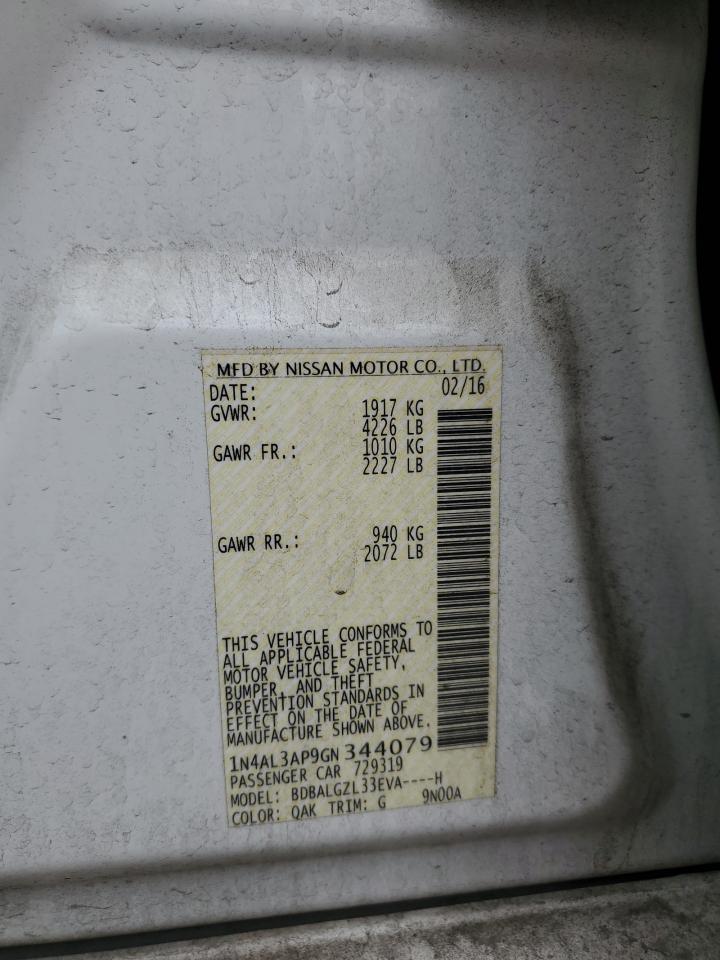 MFD BY NISSAN MOTOR CO., LTD.
DATE: 02/16
GVWR: 1917 KG
4226 LB
GAWR FR.: 1010 KG
2227 LB
GAWR RR.: 940 KG
2072 LB
THIS VEHICLE CONFORMS TO
ALL APPLICABLE FEDERAL
MOTOR VEHICLE SAFETY,
BUMPER, AND THEFT
PREVENTION STANDARDS IN
EFFECT ON THE DATE OF
MANUFACTURE SHOWN ABOVE.
1N4AL3AP9GN344079
PASSENGER CAR 729319
MODEL: BDBALGZL33EVA----H
COLOR: QAK TRIM: G 9N00A